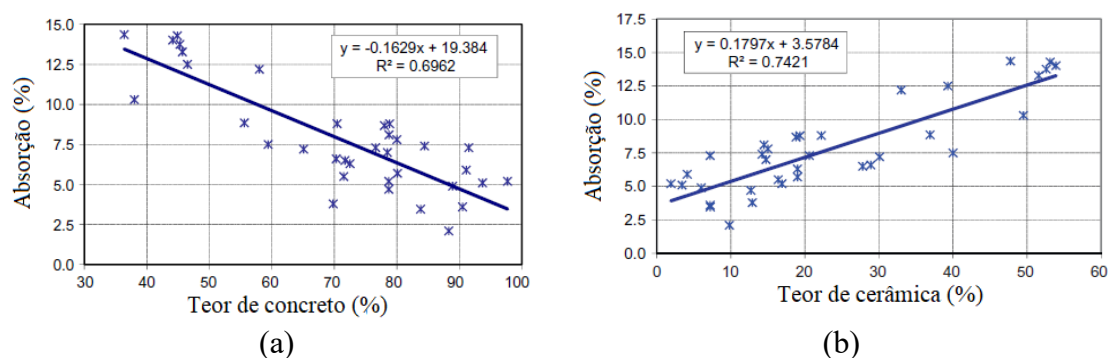 15.0
12.5
10.0
7.5
5.0
2.5
0.0
Absorção (%)
y = -0.1629x + 19.384
R² = 0.6962
30 40 50 60 70 80 90 100
Teor de concreto (%)
(a)
17.5
15.0
12.5
10.0
7.5
5.0
2.5
0.0
Absorção (%)
y = 0.1797x + 3.5784
R² = 0.7421
0 10 20 30 40 50 60
Teor de cerâmica (%)
(b)